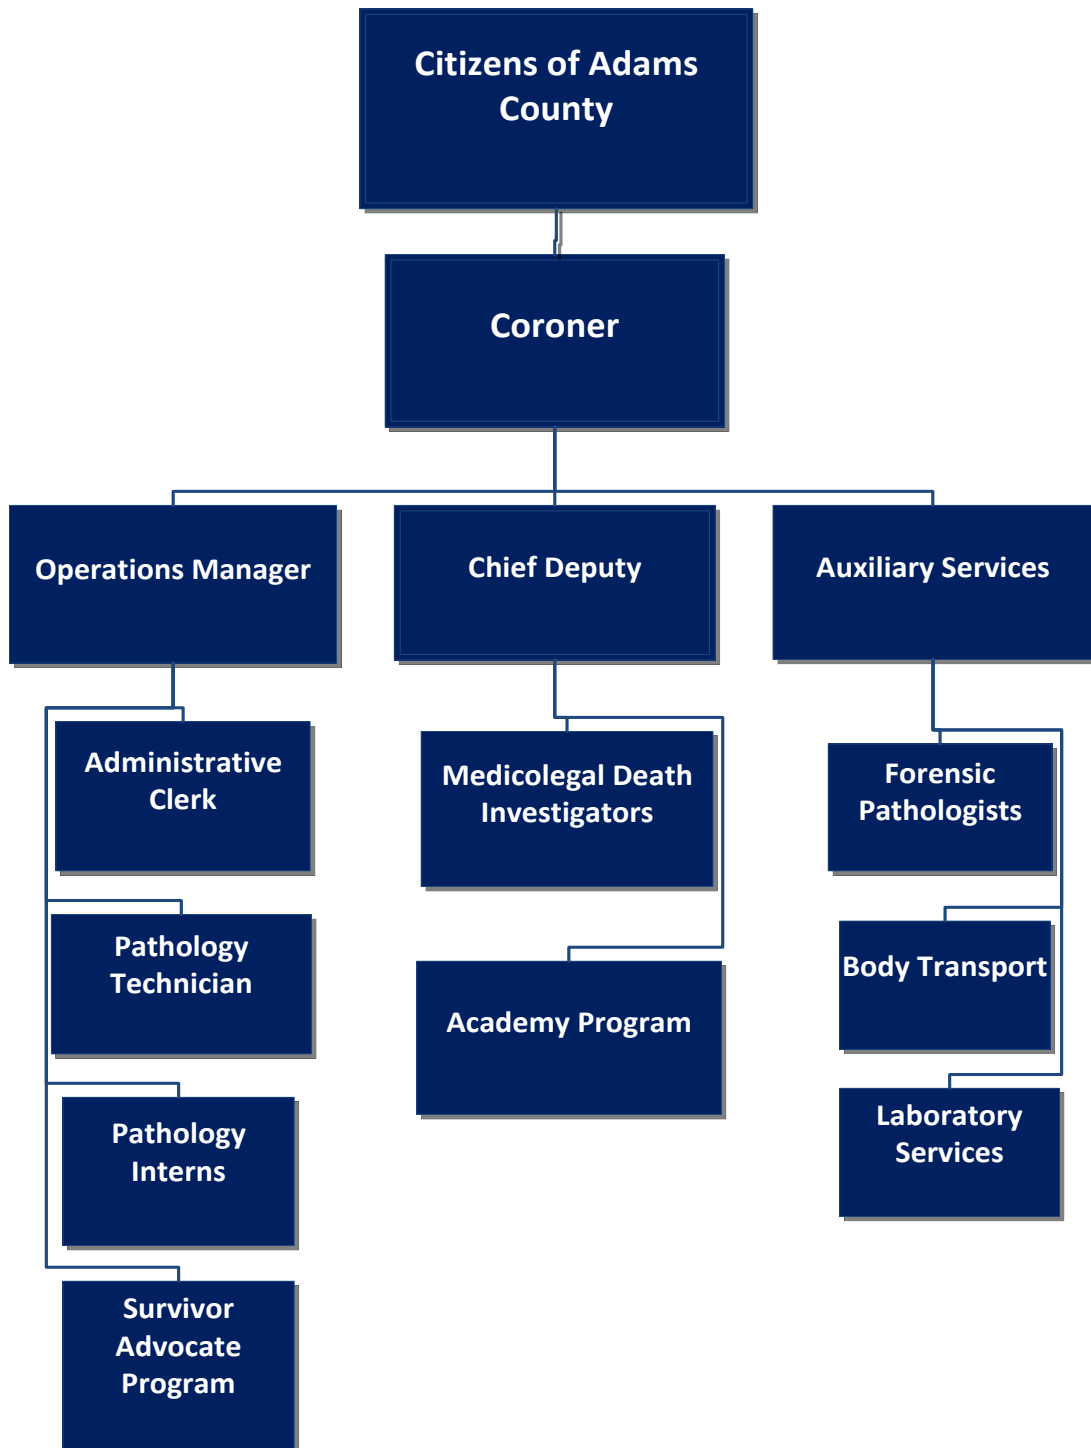 Citizens of Adams
County
Coroner
Operations Manager
Chief Deputy
Auxiliary Services
Administrative
Clerk
Medicolegal Death
Investigators
Forensic
Pathologists
Pathology
Technician
Academy Program
Body Transport
Pathology
Interns
Laboratory
Services
Survivor
Advocate
Program